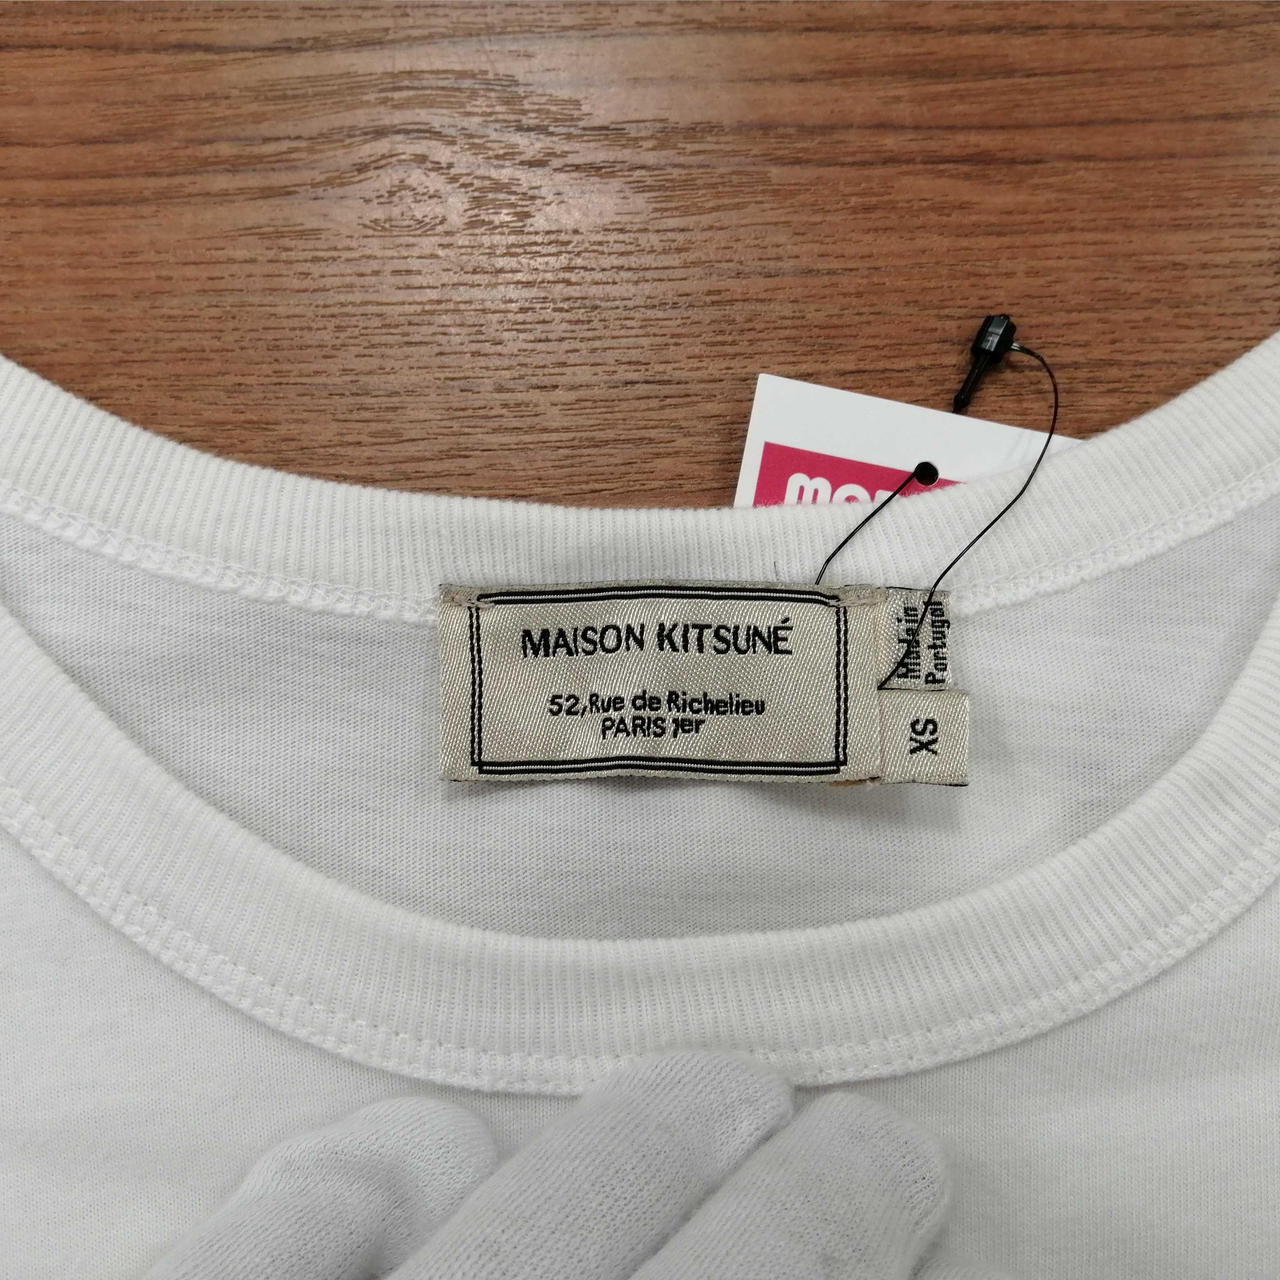 MAISON KITSUNÉ
52,Rue de Richelieu
PARIS 1er
Made in
Portugal
XS